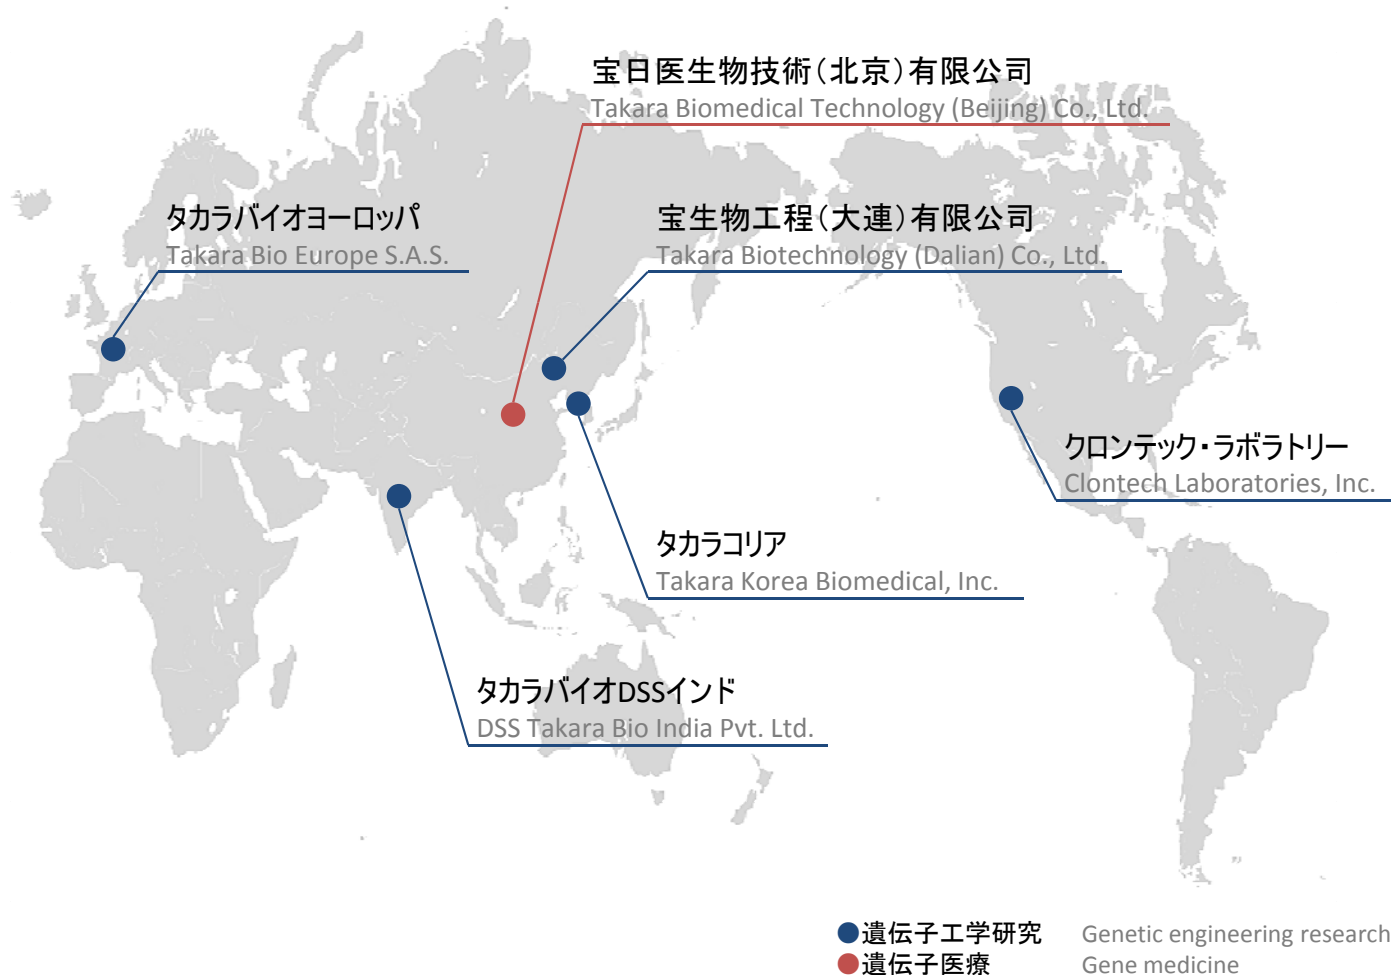 宝日医生物技術（北京）有限公司
Takara Biomedical Technology (Beijing) Co., Ltd.
タカラバイオヨーロッパ
Takara Bio Europe S.A.S.
宝生物工程（大連）有限公司
Takara Biotechnology (Dalian) Co., Ltd.
クロンテック・ラボラトリー
Clontech Laboratories, Inc.
タカラコリア
Takara Korea Biomedical, Inc.
タカラバイオDSSインド
DSS Takara Bio India Pvt. Ltd.
●遺伝子工学研究 Genetic engineering research
●遺伝子医療 Gene medicine